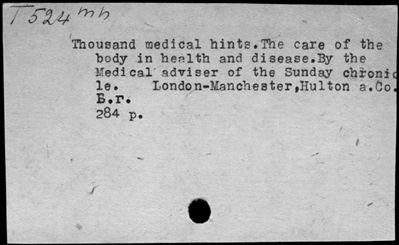 T 524 mh
Thousand medical hints.The care of the
body in health and disease.By the
Medical adviser of the Sunday chronic
le. London-Manchester,Hulton a.Co.
Б.г.
284 p.